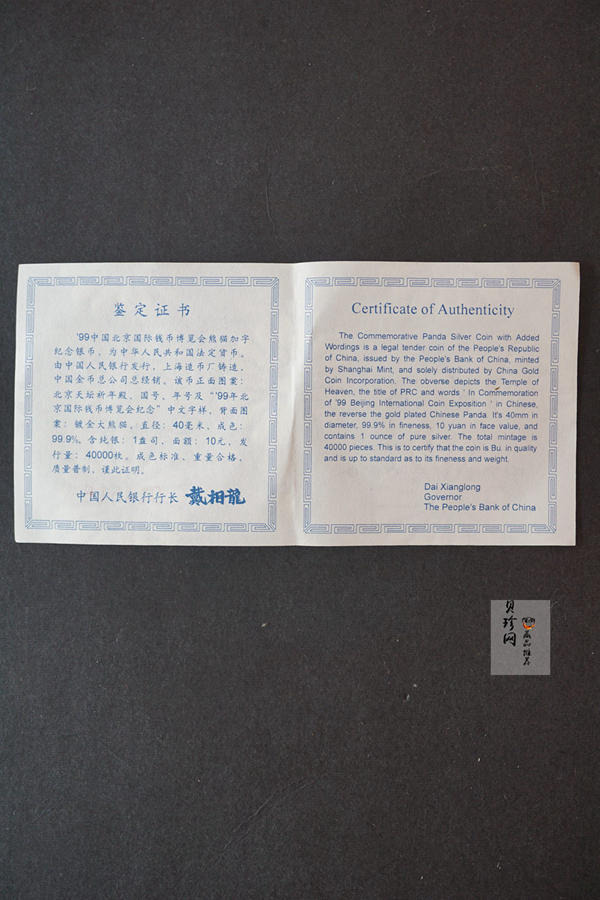 鉴定证书
'99中国北京国际钱币博览会熊猫加字
纪念银币，为中华人民共和国法定货币。
由中国人民银行发行，上海造币厂铸造，
中国金币总公司总经销。该币正面图案：
北京天坛祈年殿、国号、年号及“'99年北
京国际钱币博览会纪念”中文字样，背面图
案：镀金大熊猫。直径：40毫米，成色：
99.9%，含纯银：1盎司，面额：10元，发
行量：40000枚。成色标准、重量合格，
质量普制，谨此证明。
中国人民银行行长 戴相龍
Certificate of Authenticity
The Commemorative Panda Silver Coin with Added
Wordings is a legal tender coin of the People's Republic
of China, issued by the People's Bank of China, minted
by Shanghai Mint, and solely distributed by China Gold
Coin Incorporation. The obverse depicts the Temple of
Heaven, the title of PRC and words ' In Commemoration
of '99 Beijing International Coin Exposition ' in Chinese,
the reverse the gold plated Chinese Panda. It's 40mm in
diameter, 99.9% in fineness, 10 yuan in face value, and
contains 1 ounce of pure silver. The total mintage is
40000 pieces. This is to certify that the coin is Bu. in quality
and is up to standard as to its fineness and weight.
Dai Xianglong
Governor
The People's Bank of China
贝珍网
藏品推荐